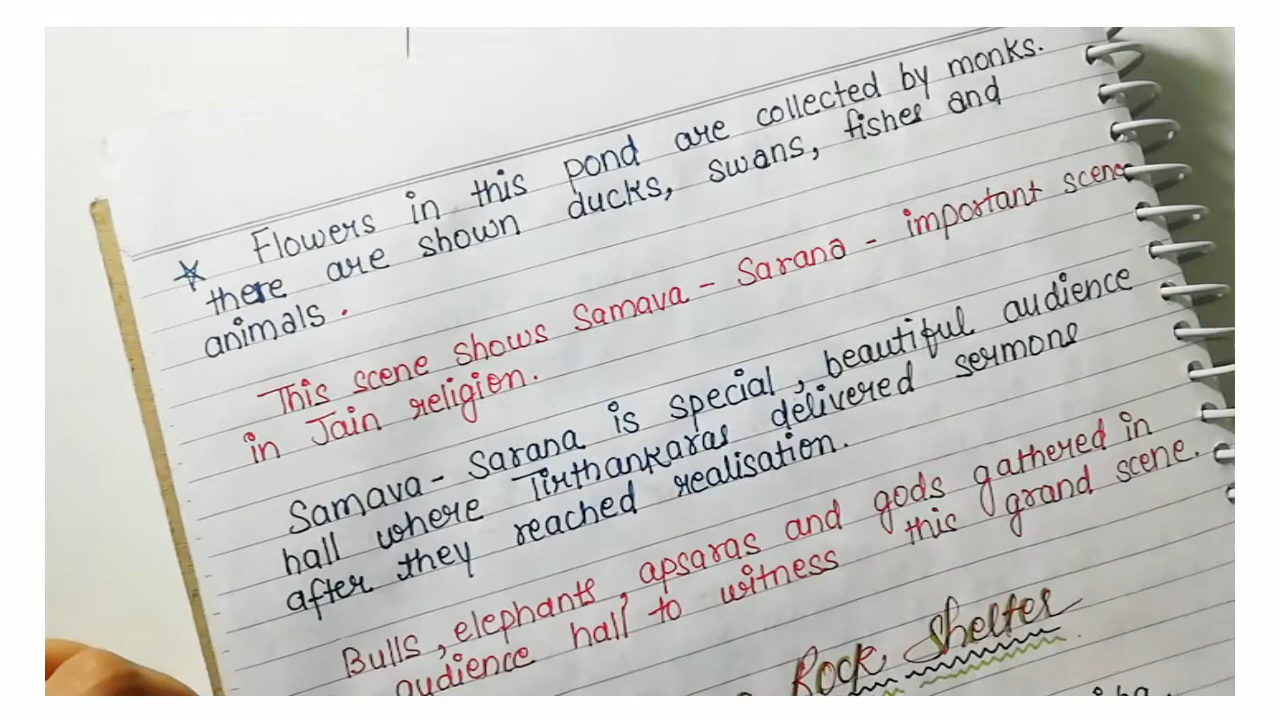 ☆ Flowers in this pond are collected by monks.
there are shown ducks, swans, fishes and
animals.
This scene shows Samava - Sarana - important scene
in Jain religion.
Samava - Sarana is special, beautiful audience
hall where Tirthankaras delivered sermons
after they reached realisation.
Bulls, elephants, apsaras and gods gathered in
audience hall to witness this grand scene.
Rock Shelter